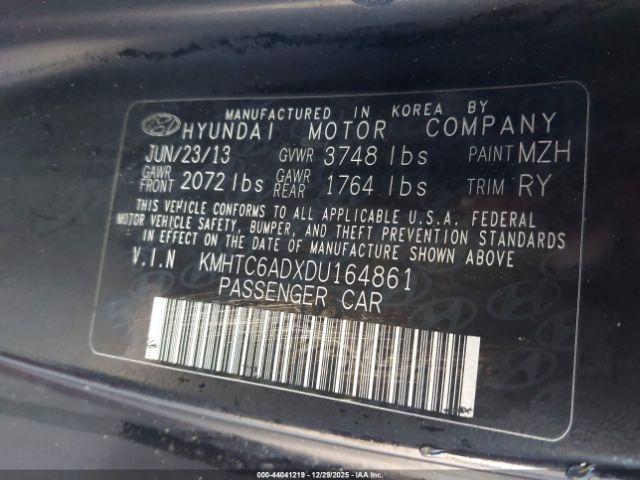 MANUFACTURED IN KOREA BY
HYUNDAI MOTOR COMPANY
JUN/23/13 GVWR 3748 lbs PAINT MZH
GAWR FRONT 2072 lbs GAWR REAR 1764 lbs TRIM RY
THIS VEHICLE CONFORMS TO ALL APPLICABLE U.S.A. FEDERAL
MOTOR VEHICLE SAFETY, BUMPER, AND THEFT PREVENTION STANDARDS
IN EFFECT ON THE DATE OF MANUFACTURE SHOWN ABOVE.
V.I.N KMHTC6ADXDU164861
PASSENGER CAR
000-44041219 - 12/29/2025 - IAAI.COM